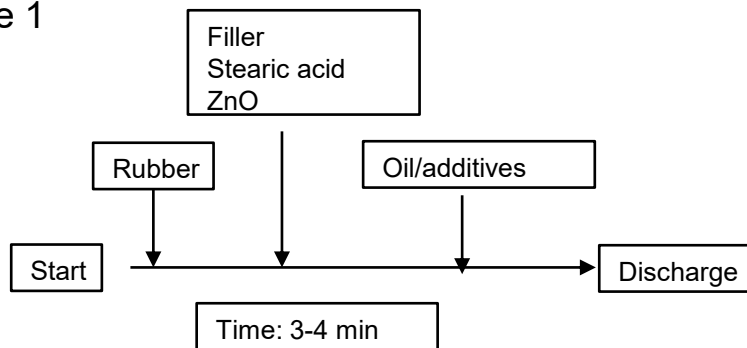 e 1
Filler
Stearic acid
ZnO
Rubber
Oil/additives
Start
Discharge
Time: 3-4 min